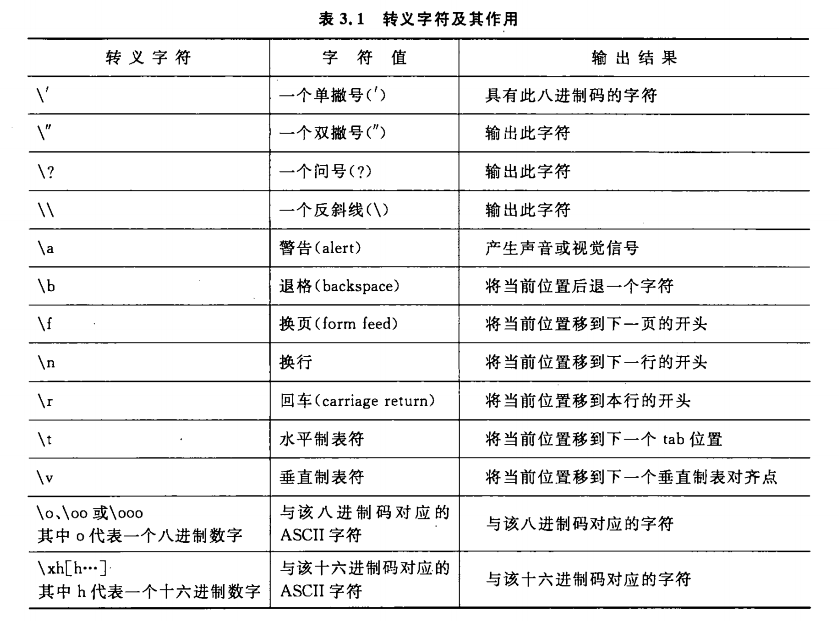 表 3.1 转义字符及其作用
转义字符 字符值 输出结果
\′ 一个单撇号(′) 具有此八进制码的字符
\″ 一个双撇号(″) 输出此字符
\? 一个问号(?) 输出此字符
\\ 一个反斜线(\) 输出此字符
\a 警告(alert) 产生声音或视觉信号
\b 退格(backspace) 将当前位置后退一个字符
\f 换页(form feed) 将当前位置移到下一页的开头
\n 换行 将当前位置移到下一行的开头
\r 回车(carriage return) 将当前位置移到本行的开头
\t 水平制表符 将当前位置移到下一个 tab 位置
\v 垂直制表符 将当前位置移到下一个垂直制表对齐点
\o、\oo 或\ooo
其中 o 代表一个八进制数字
与该八进制码对应的
ASCII 字符
与该八进制码对应的字符
\xh[h…]
其中 h 代表一个十六进制数字
与该十六进制码对应的
ASCII 字符
与该十六进制码对应的字符